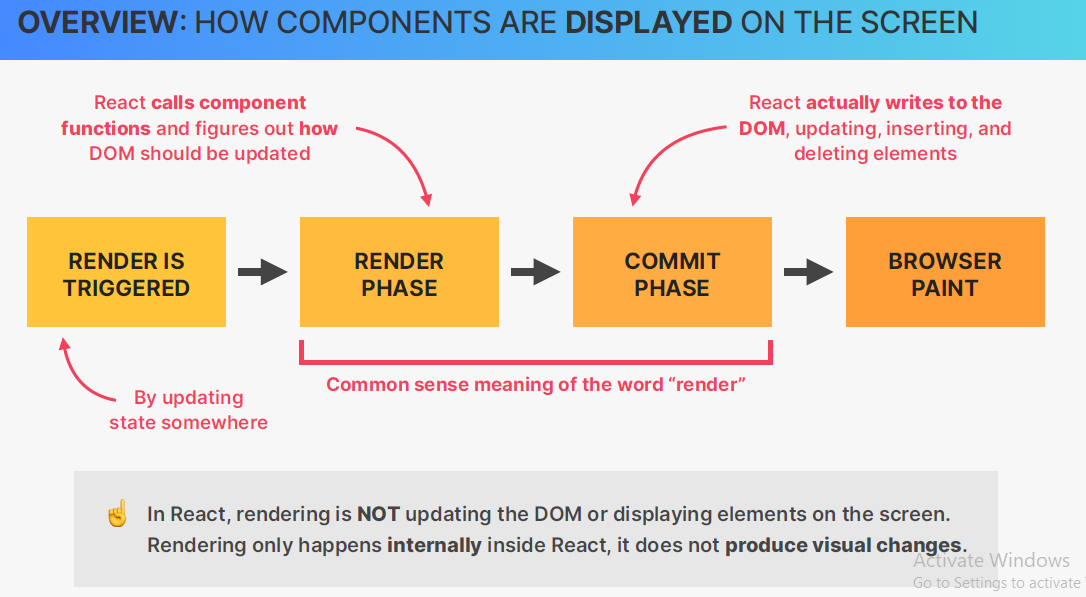 OVERVIEW: HOW COMPONENTS ARE DISPLAYED ON THE SCREEN
React calls component
functions and figures out how
DOM should be updated
React actually writes to the
DOM, updating, inserting, and
deleting elements
RENDER IS
TRIGGERED
RENDER
PHASE
COMMIT
PHASE
BROWSER
PAINT
Common sense meaning of the word “render”
By updating
state somewhere
In React, rendering is NOT updating the DOM or displaying elements on the screen.
Rendering only happens internally inside React, it does not produce visual changes.
Activate Windows
Go to Settings to activate